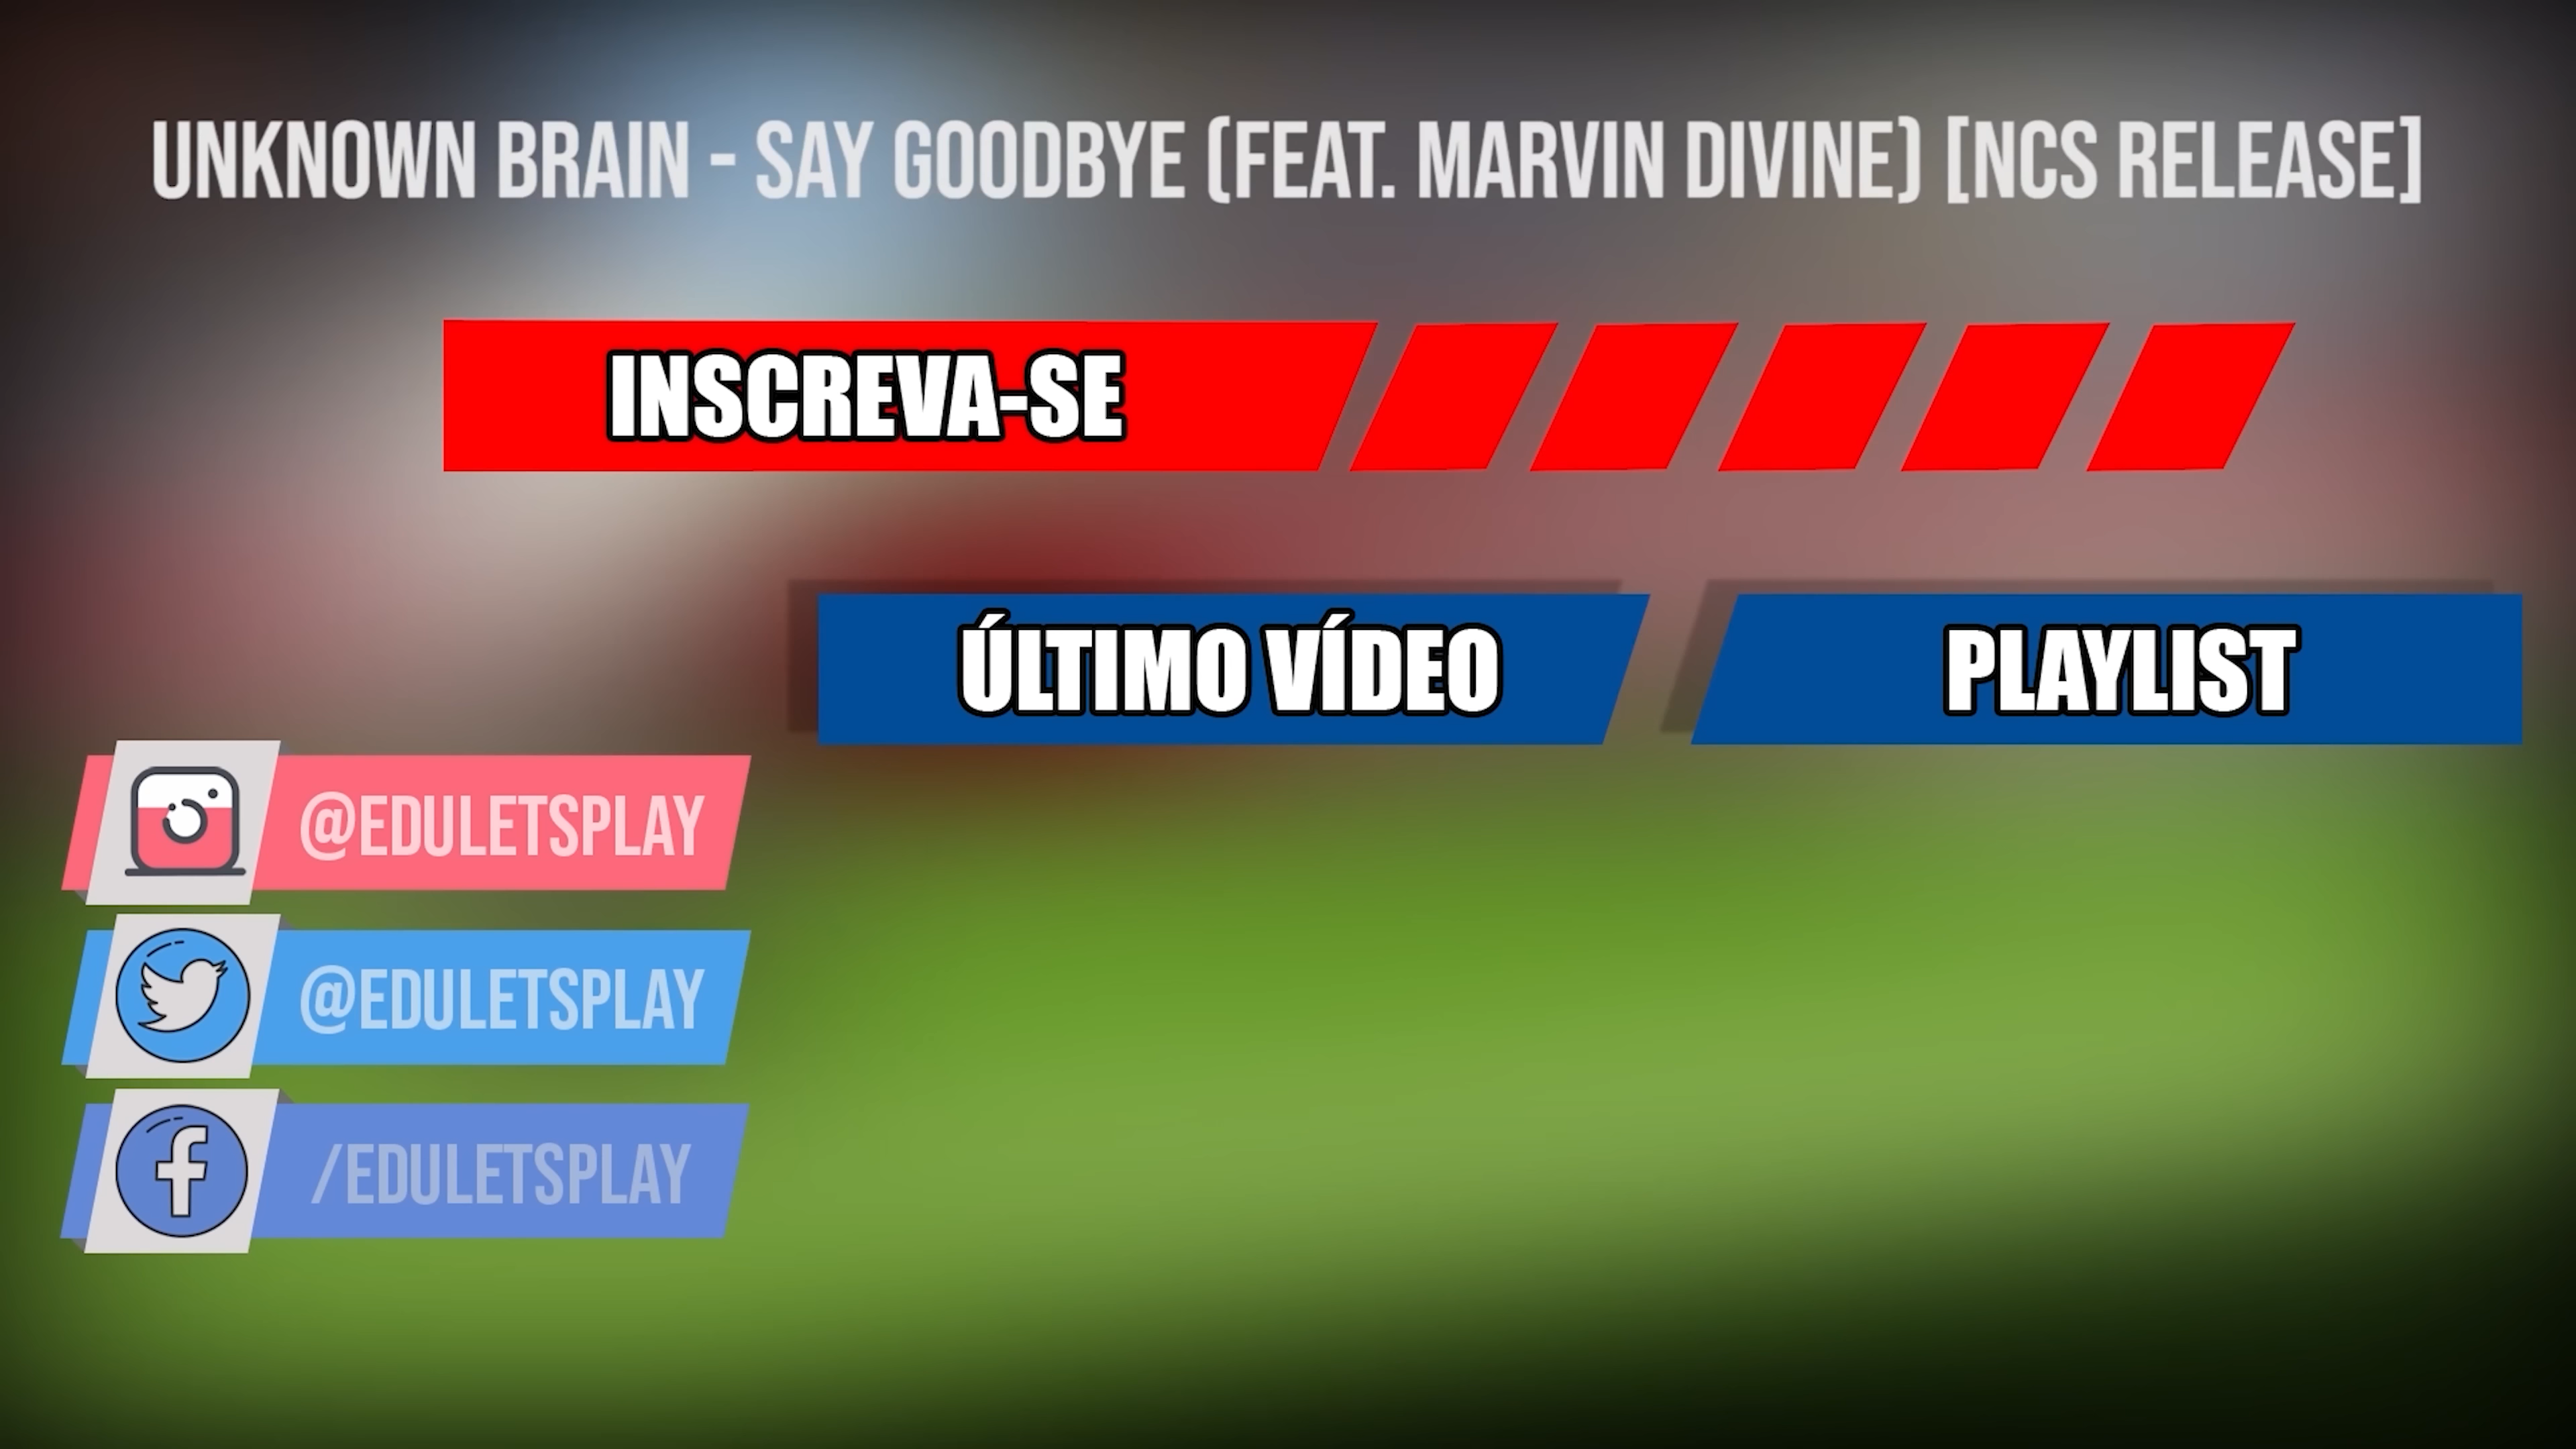 UNKNOWN BRAIN - SAY GOODBYE (FEAT. MARVIN DIVINE) [NCS RELEASE]
INSCREVA-SE
ÚLTIMO VÍDEO
PLAYLIST
@EDULETSPLAY
@EDULETSPLAY
/EDULETSPLAY